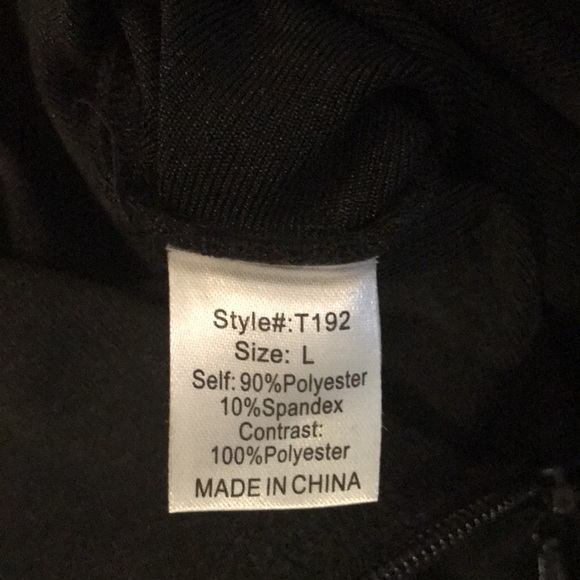 Style#:T192
Size: L
Self: 90%Polyester
10%Spandex
Contrast:
100%Polyester
MADE IN CHINA